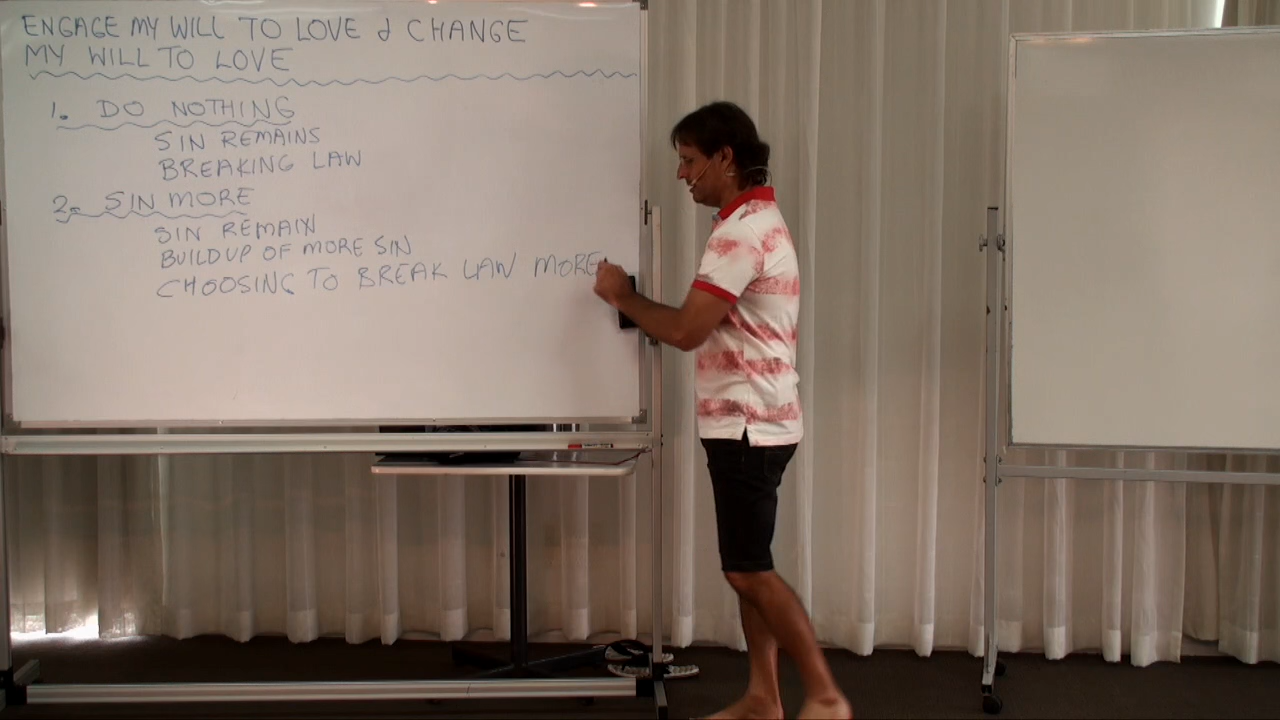 ENGAGE MY WILL TO LOVE & CHANGE
MY WILL TO LOVE
1. DO NOTHING
SIN REMAINS
BREAKING LAW
2. SIN MORE
SIN REMAIN
BUILDUP OF MORE SIN
CHOOSING TO BREAK LAW MORE